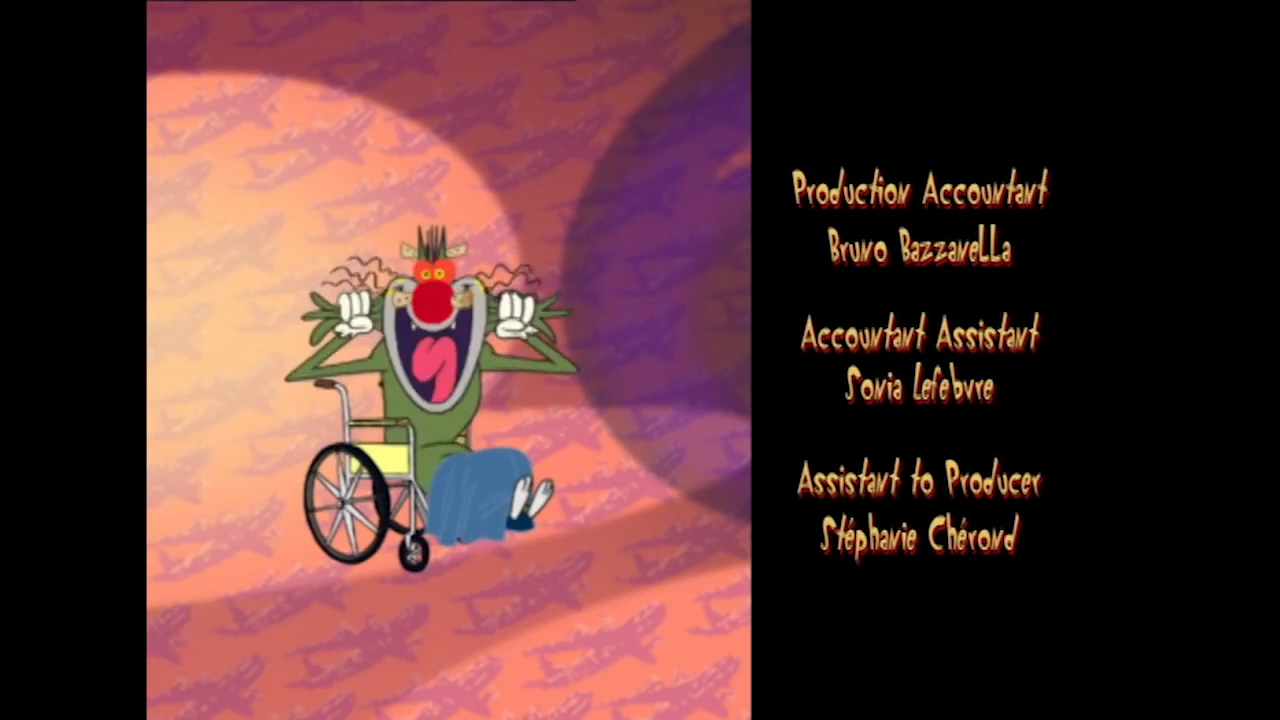 Production Accountant
Bruno Bazzanella
Accountant Assistant
Sonia Lefebvre
Assistant to Producer
Stéphanie Chérond